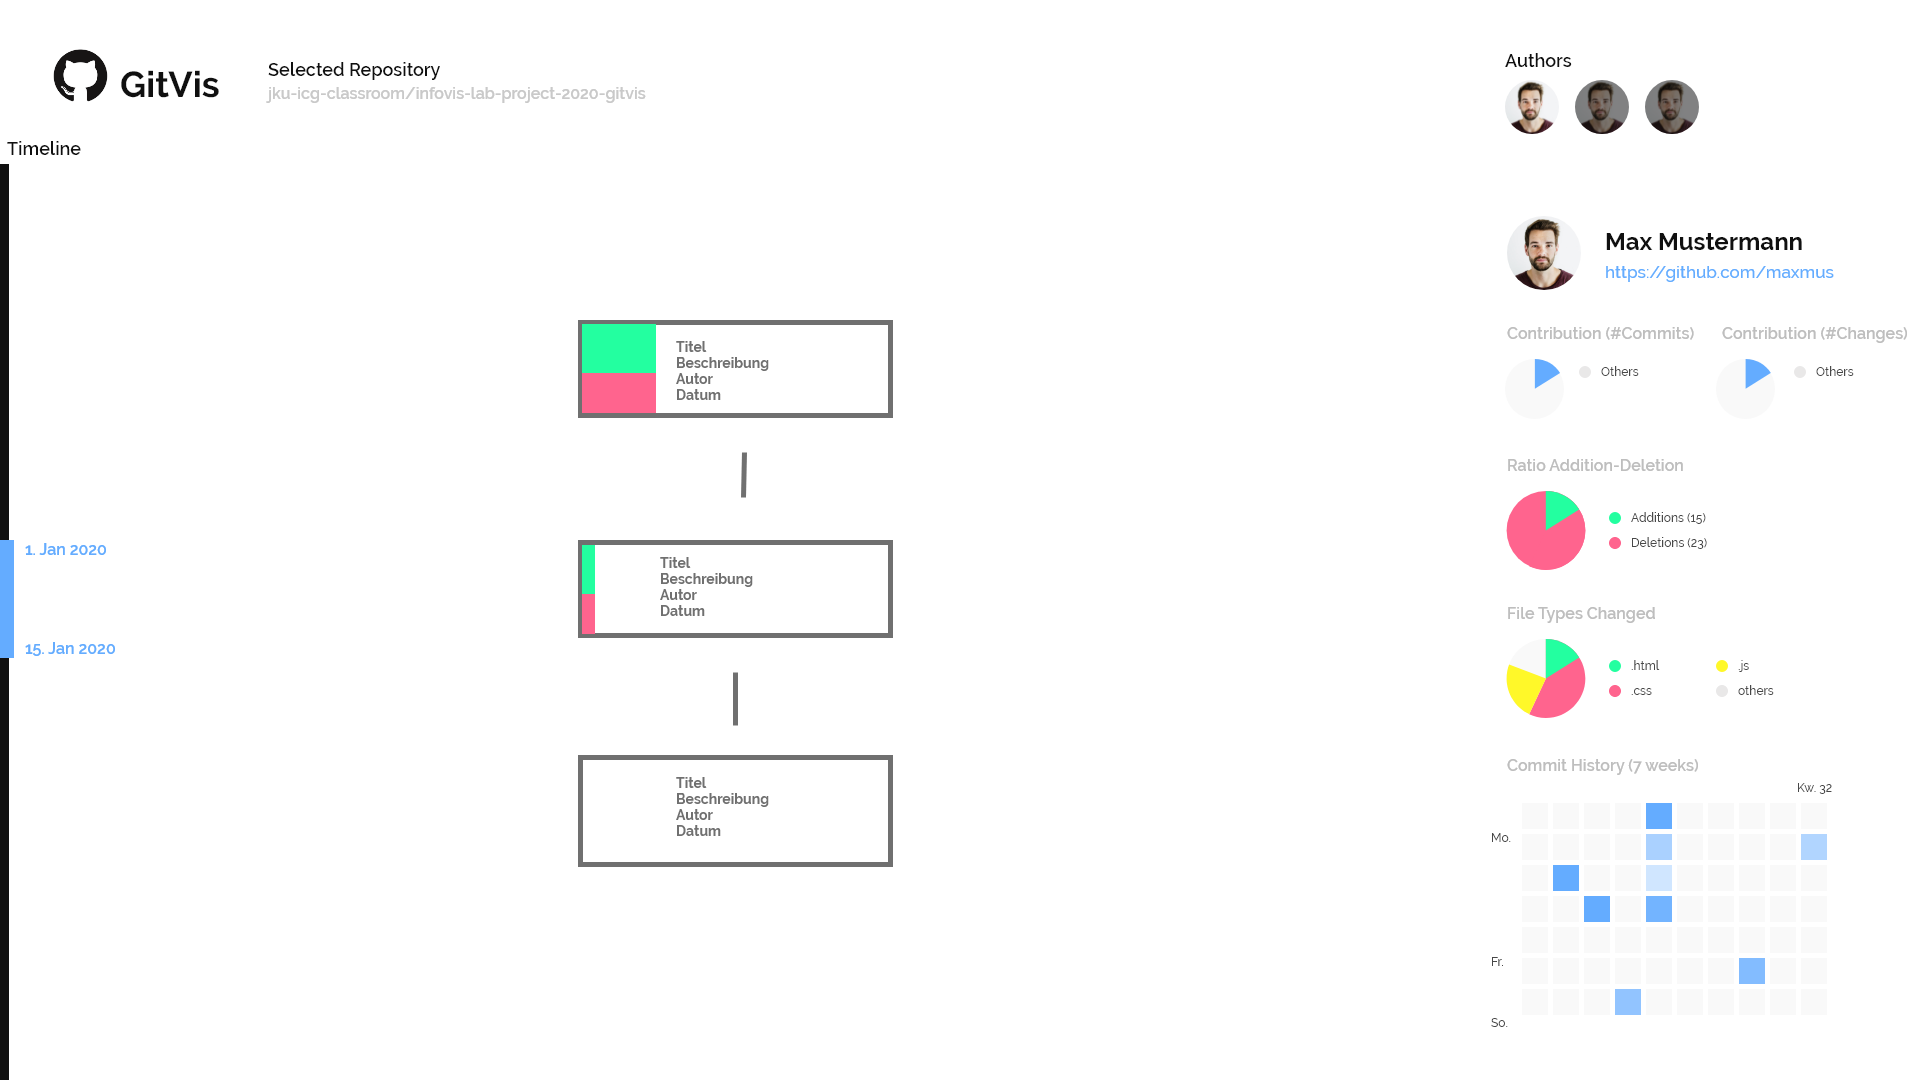 GitVis
Selected Repository
jku-icg-classroom/infovis-lab-project-2020-gitvis
Timeline
1. Jan 2020
15. Jan 2020
Titel
Beschreibung
Autor
Datum
Titel
Beschreibung
Autor
Datum
Titel
Beschreibung
Autor
Datum
Authors
Max Mustermann
https://github.com/maxmus
Contribution (#Commits)
Others
Contribution (#Changes)
Others
Ratio Addition-Deletion
Additions (15)
Deletions (23)
File Types Changed
.html
.js
.css
others
Commit History (7 weeks)
Kw. 32
Mo.
Fr.
So.